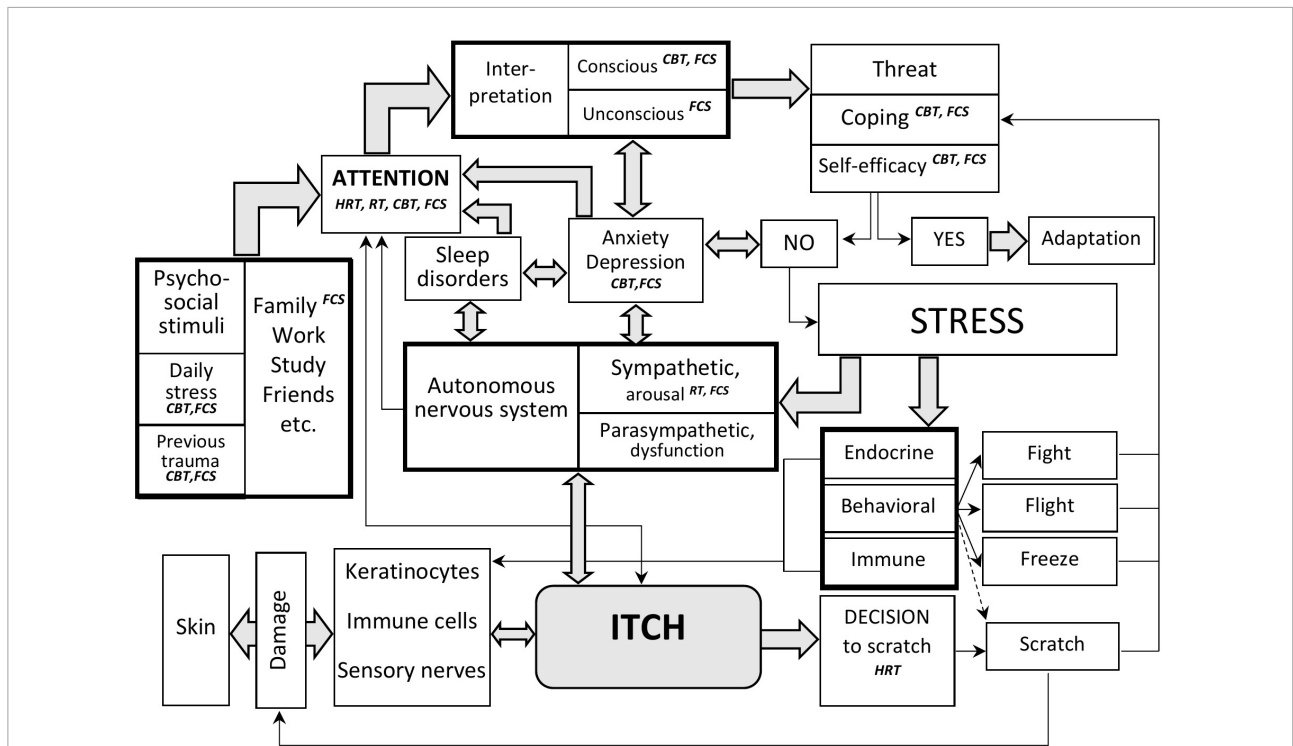 Inter-
pretation
Conscious CBT, FCS
Unconscious FCS
Threat
Coping CBT, FCS
Self-efficacy CBT, FCS
ATTENTION
HRT, RT, CBT, FCS
Sleep
disorders
Anxiety
Depression
CBT,FCS
NO
YES
Adaptation
Psycho-
social
stimuli
Daily
stress
CBT,FCS
Previous
trauma
CBT,FCS
Family FCS
Work
Study
Friends
etc.
STRESS
Autonomous
nervous system
Sympathetic,
arousal RT, FCS
Parasympathetic,
dysfunction
Endocrine
Behavioral
Immune
Fight
Flight
Freeze
Skin
Damage
Keratinocytes
Immune cells
Sensory nerves
ITCH
DECISION
to scratch
HRT
Scratch